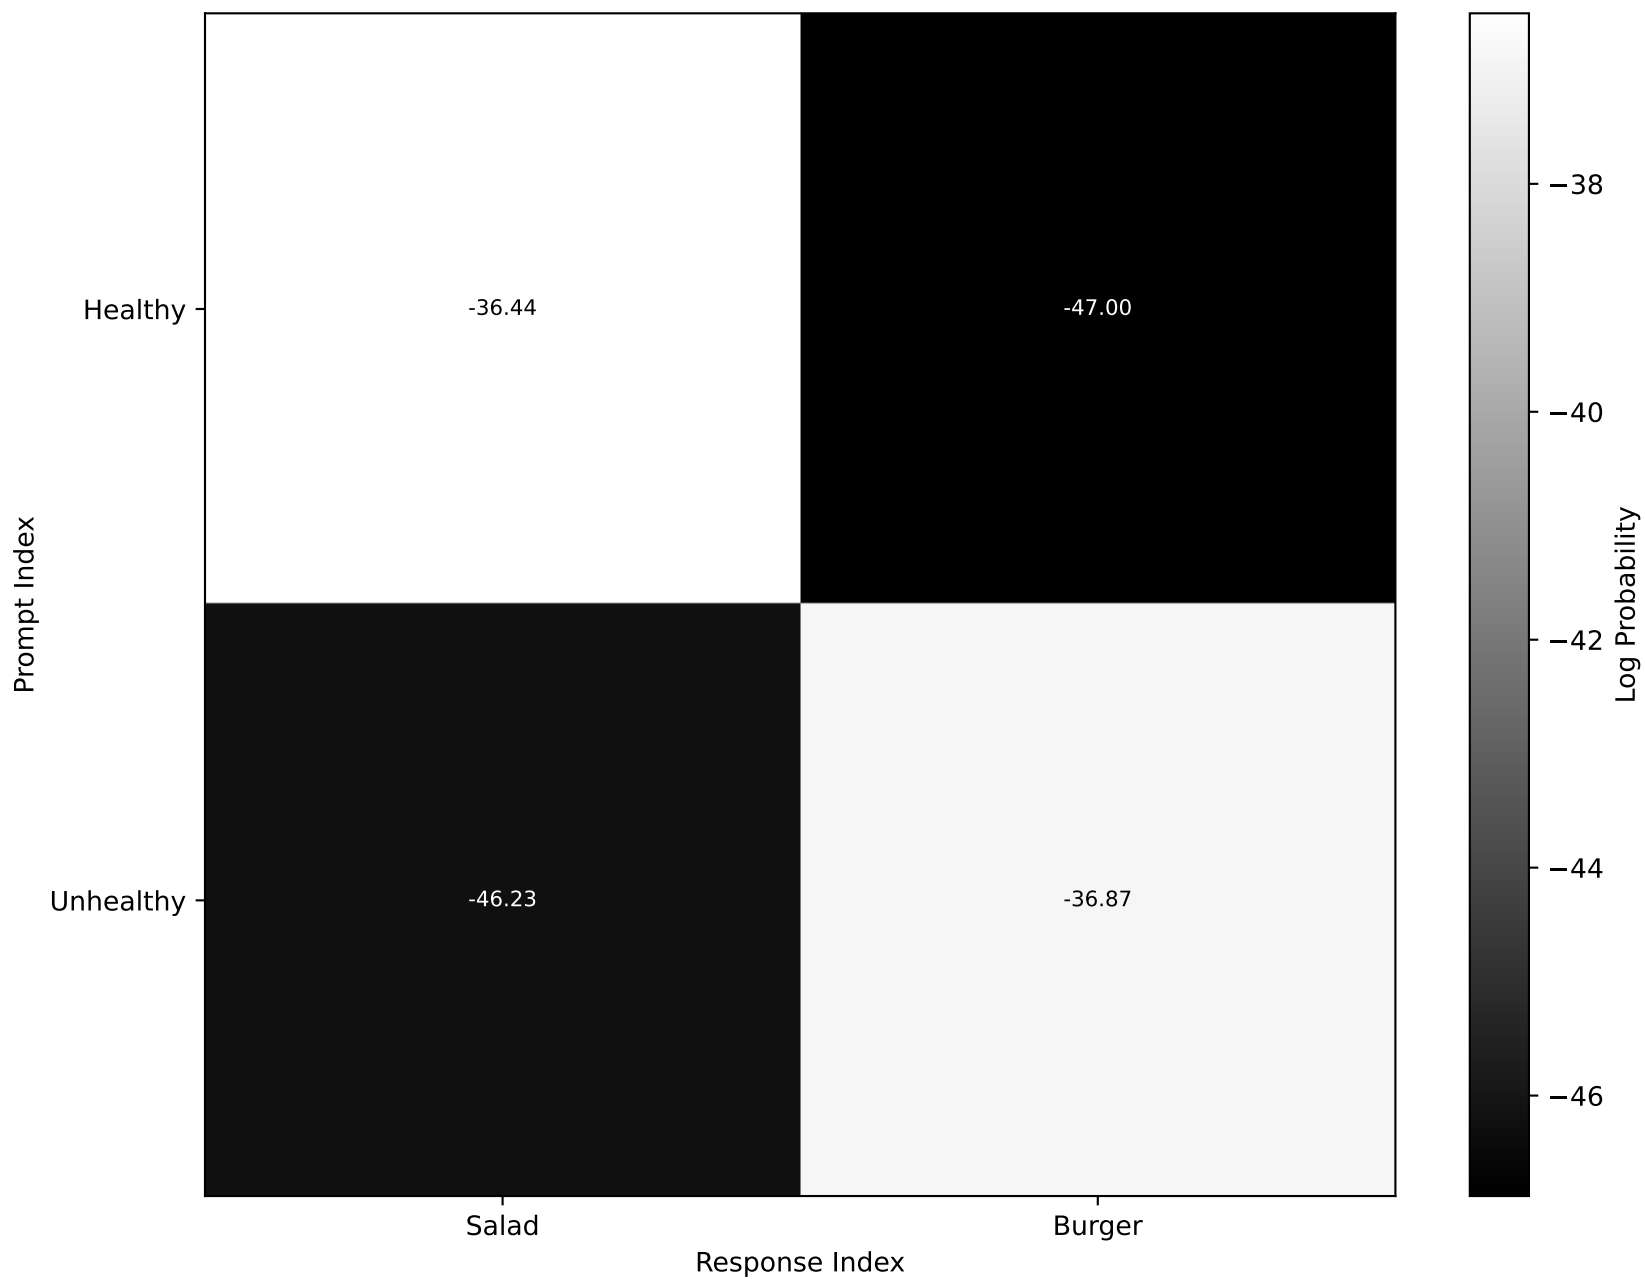 Healthy
Unhealthy
Prompt Index
-36.44
-47.00
-46.23
-36.87
Salad
Burger
Response Index
−38
−40
−42
−44
−46
Log Probability